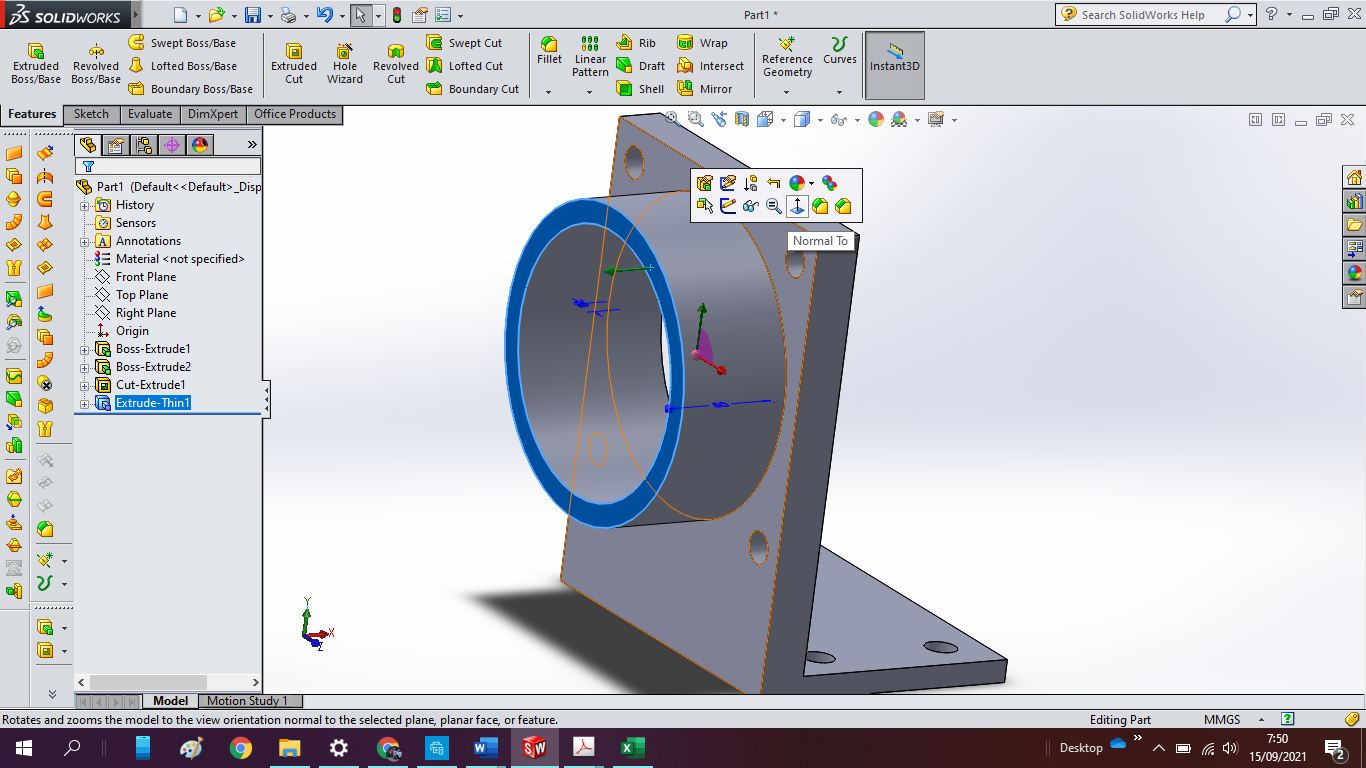 SOLIDWORKS
Part1 *
Search SolidWorks Help
Extruded Boss/Base
Revolved Boss/Base
Swept Boss/Base
Lofted Boss/Base
Boundary Boss/Base
Extruded Cut
Hole Wizard
Revolved Cut
Swept Cut
Lofted Cut
Boundary Cut
Fillet
Linear Pattern
Rib
Draft
Shell
Wrap
Intersect
Mirror
Reference Geometry
Curves
Instant3D
Features
Sketch
Evaluate
DimXpert
Office Products
Part1 (Default<<Default>_Disp
History
Sensors
Annotations
Material <not specified>
Front Plane
Top Plane
Right Plane
Origin
Boss-Extrude1
Boss-Extrude2
Cut-Extrude1
Extrude-Thin1
Normal To
Y
X
Z
Model
Motion Study 1
Rotates and zooms the model to the view orientation normal to the selected plane, planar face, or feature.
Editing Part
MMGS
Desktop
7:50
15/09/2021
2